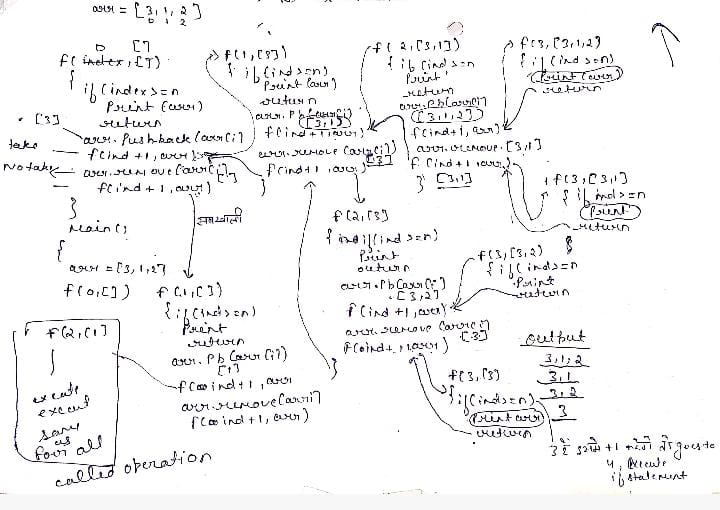 arr = [3, 1, 2]
0 1 2
0 []
f(index, [])
{
if(index >= n
Print (arr)
return
• [3]
arr. Pushback (arr(i)
take
f(ind +1, arr)
No take
arr. remove (arr(i)
f(ind+1, arr)
}
Main()
{
arr = [3,1,2]
f(0,[])
f(1,[3])
{ if(ind>=n)
Print (arr)
return
arr. Pb(arr(i)
([3,1])
f(ind+1, arr)
arr. remove (arr(i))
[3]
f(ind+1, arr)
}
f(2,[3,1])
{ if(ind>=n)
Print
return
arr.Pb(arr(i)
([3,1,2])
f(ind+1, arr)
arr. remove. [3,1]
f(ind+1, arr)
} [3,1]
f(3,[3,1,2]
{ if(ind>=n)
(Print (arr)
return
f(3,[3,1]
{ if ind>=n
Print
return
}
f(2,[3]
{ if(ind>=n)
Print
return
arr.Pb(arr(i)
[3,2]
f(ind+1, arr)
arr. remove (arr(i)
[3]
f(ind+1, arr)
}
f(3,[3,2)
{ if(ind>=n
Print
return
f(3,[3]
{ if(ind>=n)
(Print arr)
return
f(1,[])
{ if(ind>=n)
Print
return
arr. Pb(arr(i)
[1]
f(ind+1, arr
arr. remove(arr(i)
f(ind+1, arr)
f(2,[1]
{
execute
same
as
four all
called operation
output
3,1,2
3,1
3,2
3
3 है +1 goes to
4, Execute
if statement